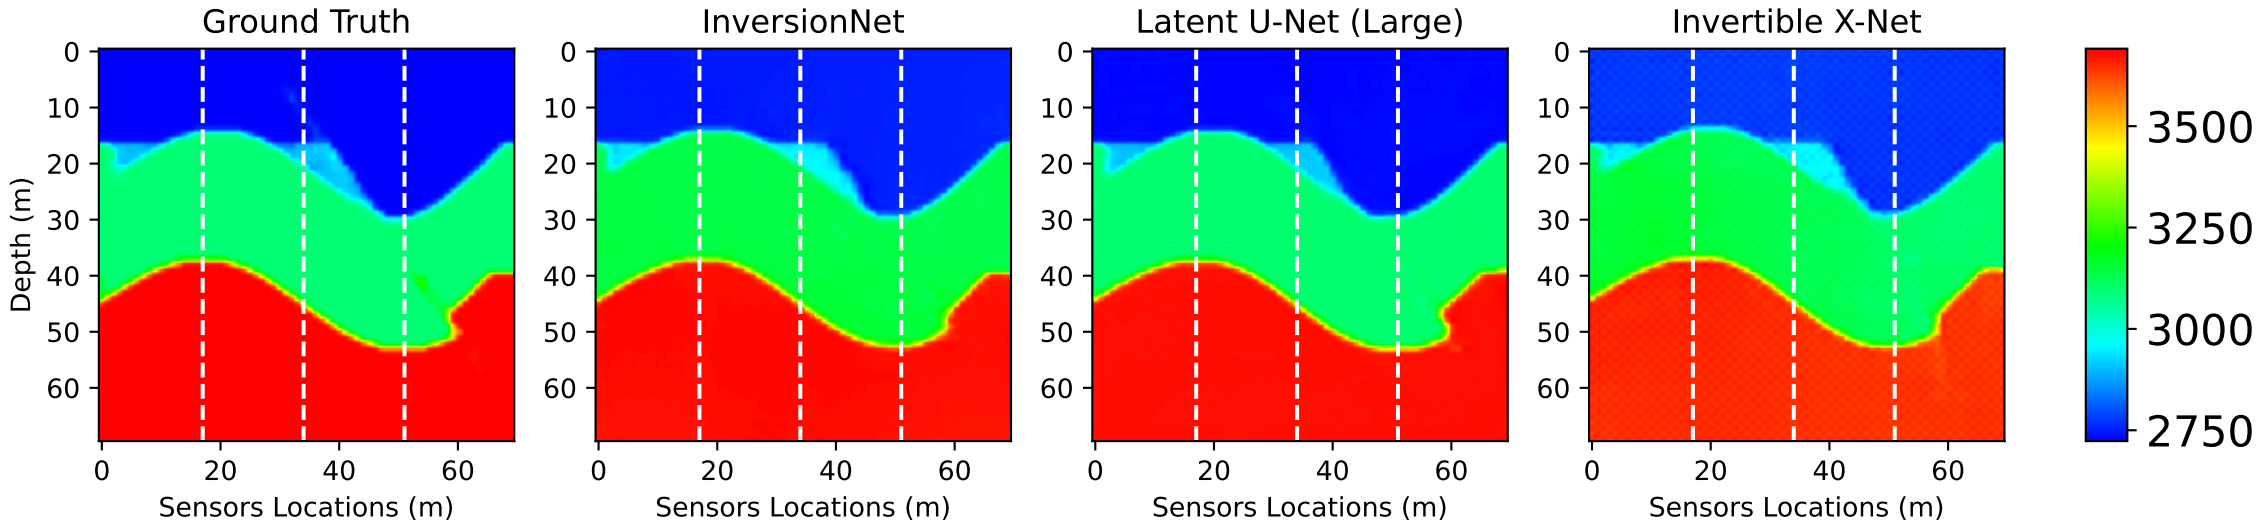 Ground Truth
InversionNet
Latent U-Net (Large)
Invertible X-Net
Depth (m)
0
10
20
30
40
50
60
0
10
20
30
40
50
60
0
10
20
30
40
50
60
0
10
20
30
40
50
60
3500
3250
3000
2750
0 20 40 60
0 20 40 60
0 20 40 60
0 20 40 60
Sensors Locations (m)
Sensors Locations (m)
Sensors Locations (m)
Sensors Locations (m)